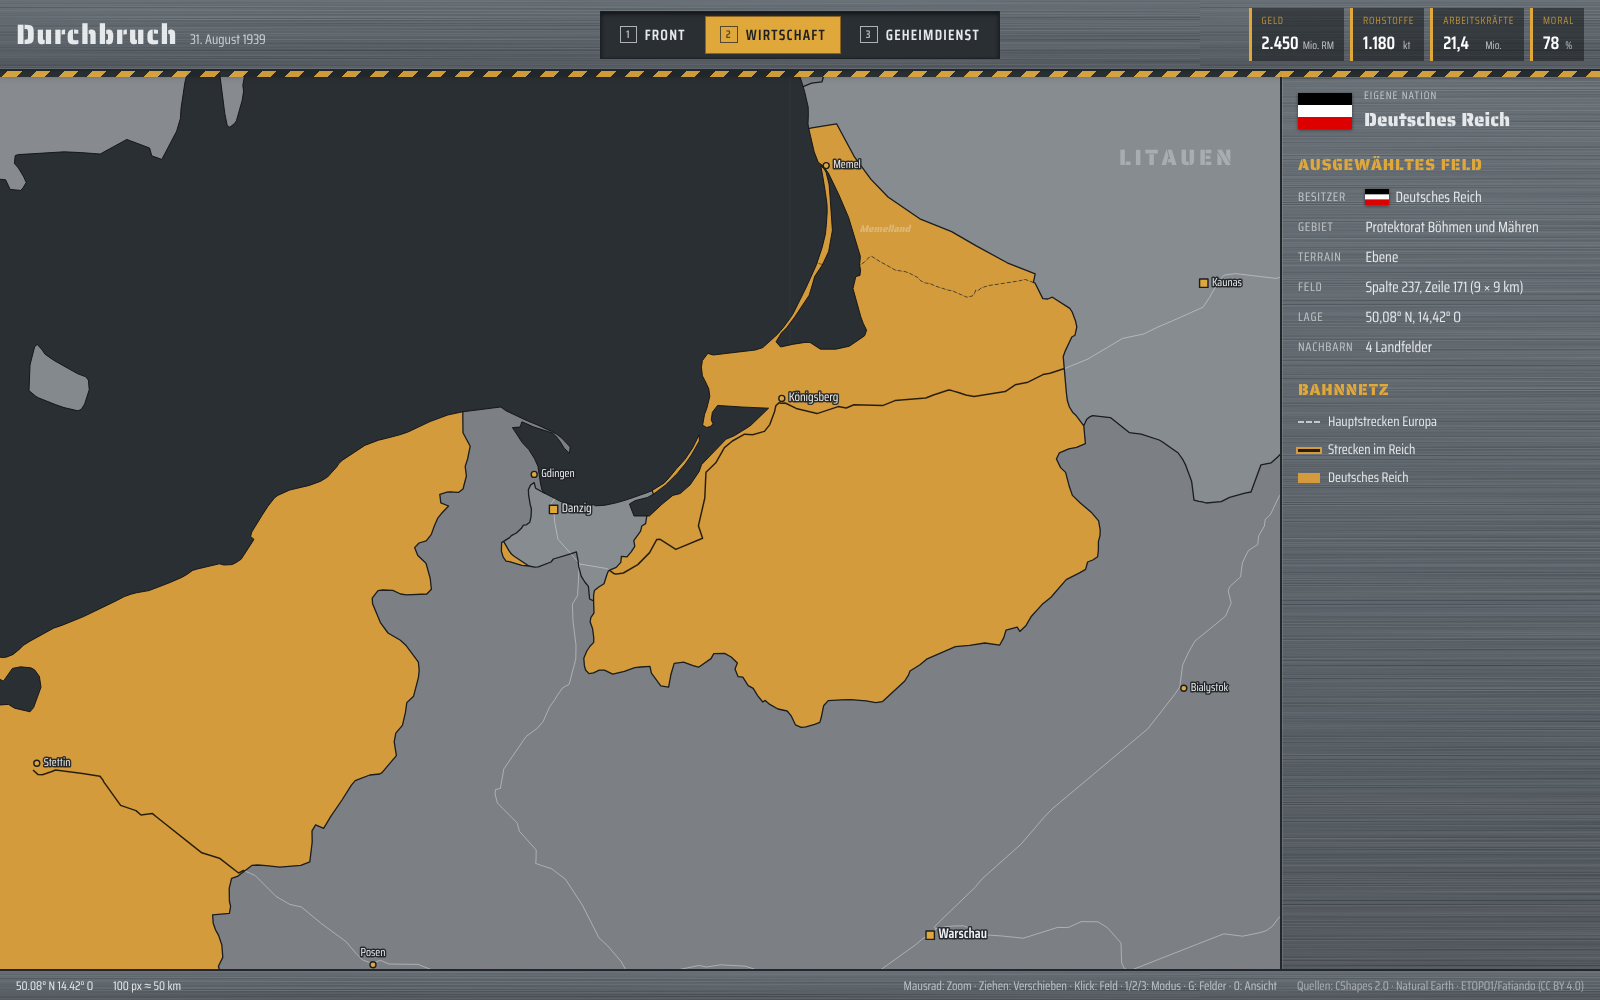 Durchbruch 31. August 1939
1 FRONT 2 WIRTSCHAFT 3 GEHEIMDIENST
GELD ROHSTOFFE ARBEITSKRÄFTE MORAL
2.450 Mio. RM 1.180 kt 21,4 Mio. 78 %
EIGENE NATION
Deutsches Reich
AUSGEWÄHLTES FELD
BESITZER Deutsches Reich
GEBIET Protektorat Böhmen und Mähren
TERRAIN Ebene
FELD Spalte 237, Zeile 171 (9 × 9 km)
LAGE 50,08° N, 14,42° O
NACHBARN 4 Landfelder
BAHNNETZ
Hauptstrecken Europa
Strecken im Reich
Deutsches Reich
LITAUEN
Memel
Memelland
Kaunas
Königsberg
Gdingen
Danzig
Bialystok
Stettin
Warschau
Posen
50.08° N 14.42° O 100 px ≈ 50 km
Mausrad: Zoom · Ziehen: Verschieben · Klick: Feld · 1/2/3: Modus · G: Felder · 0: Ansicht
Quellen: CShapes 2.0 · Natural Earth · ETOPO1/Fatiando (CC BY 4.0)